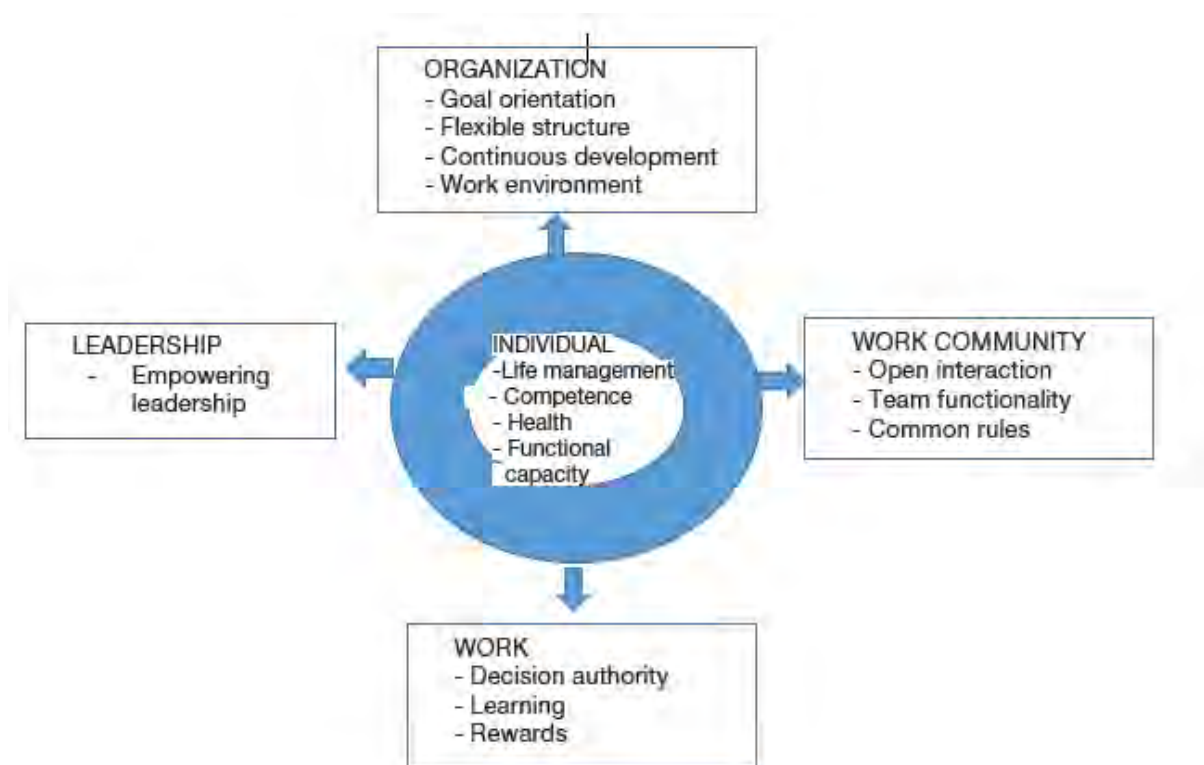 ORGANIZATION
- Goal orientation
- Flexible structure
- Continuous development
- Work environment
LEADERSHIP
- Empowering
leadership
INDIVIDUAL
-Life management
- Competence
- Health
- Functional
capacity
WORK COMMUNITY
- Open interaction
- Team functionality
- Common rules
WORK
- Decision authority
- Learning
- Rewards